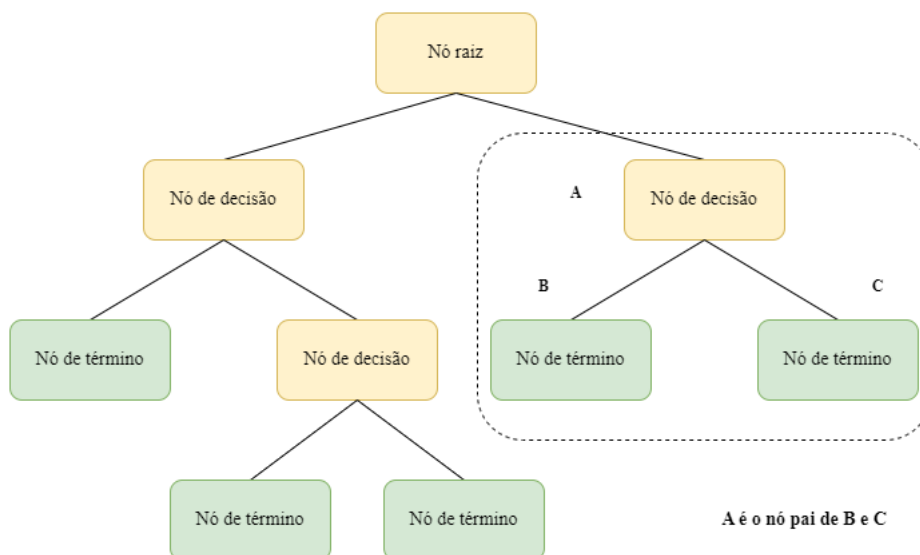 Nó raiz
Nó de decisão
A
Nó de decisão
B
C
Nó de término
Nó de decisão
Nó de término
Nó de término
Nó de término
Nó de término
A é o nó pai de B e C